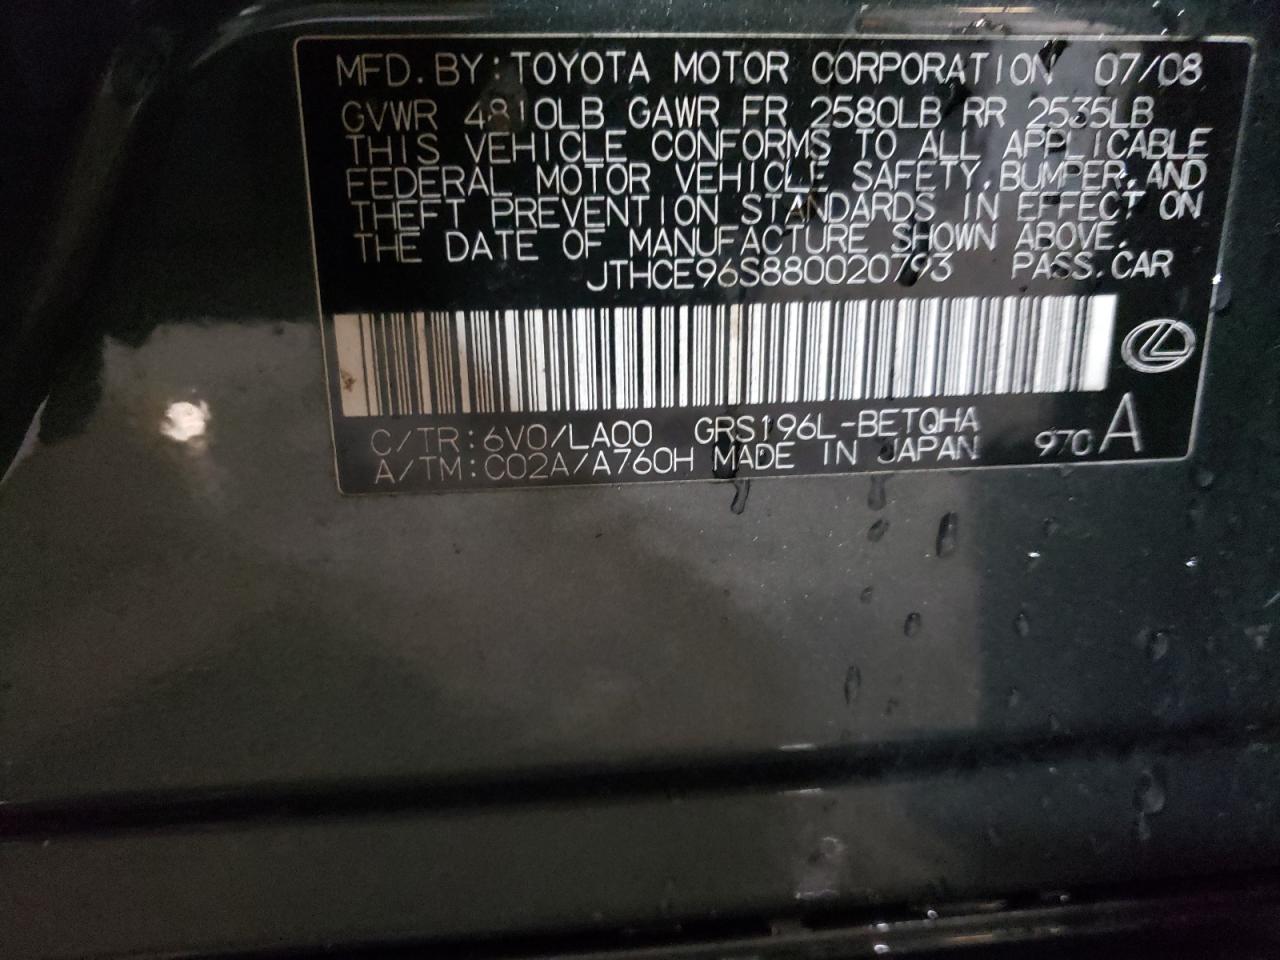 MFD. BY: TOYOTA MOTOR CORPORATION 07/08
GVWR 4810LB GAWR FR 2580LB RR 2535LB
THIS VEHICLE CONFORMS TO ALL APPLICABLE
FEDERAL MOTOR VEHICLE SAFETY, BUMPER, AND
THEFT PREVENTION STANDARDS IN EFFECT ON
THE DATE OF MANUFACTURE SHOWN ABOVE.
JTHCE96S880020793 PASS. CAR
C/TR: 6V0/LA00 GRS196L-BETQHA
A/TM: C02A/A760H MADE IN JAPAN 970 A